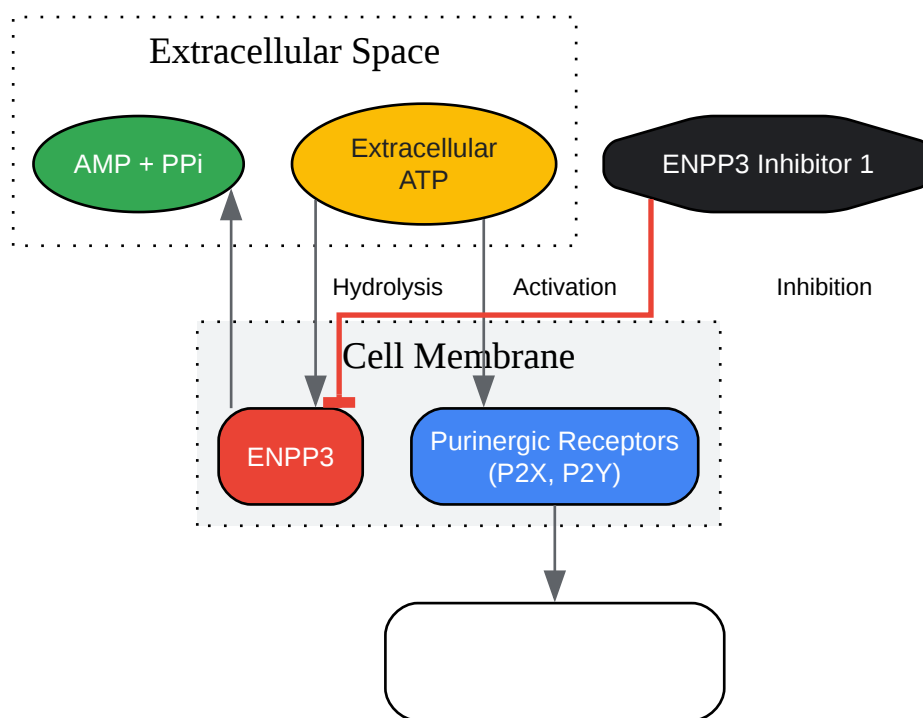 Extracellular Space
AMP + PPi
Extracellular
ATP
ENPP3 Inhibitor 1
Hydrolysis
Activation
Inhibition
Cell Membrane
ENPP3
Purinergic Receptors
(P2X, P2Y)